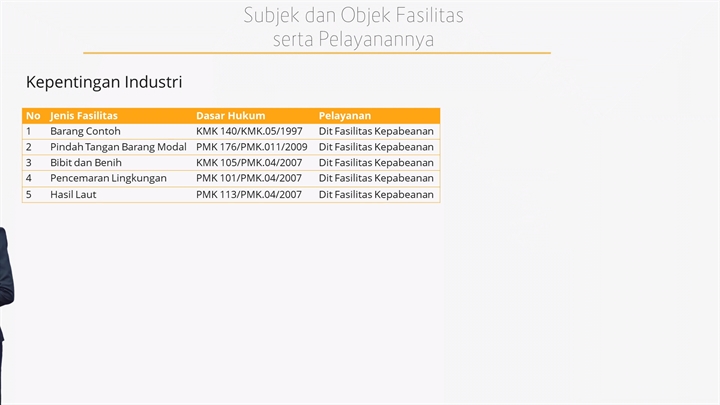 Subjek dan Objek Fasilitas
serta Pelayanannya
Kepentingan Industri
No Jenis Fasilitas Dasar Hukum Pelayanan
1 Barang Contoh KMK 140/KMK.05/1997 Dit Fasilitas Kepabeanan
2 Pindah Tangan Barang Modal PMK 176/PMK.011/2009 Dit Fasilitas Kepabeanan
3 Bibit dan Benih KMK 105/PMK.04/2007 Dit Fasilitas Kepabeanan
4 Pencemaran Lingkungan PMK 101/PMK.04/2007 Dit Fasilitas Kepabeanan
5 Hasil Laut PMK 113/PMK.04/2007 Dit Fasilitas Kepabeanan